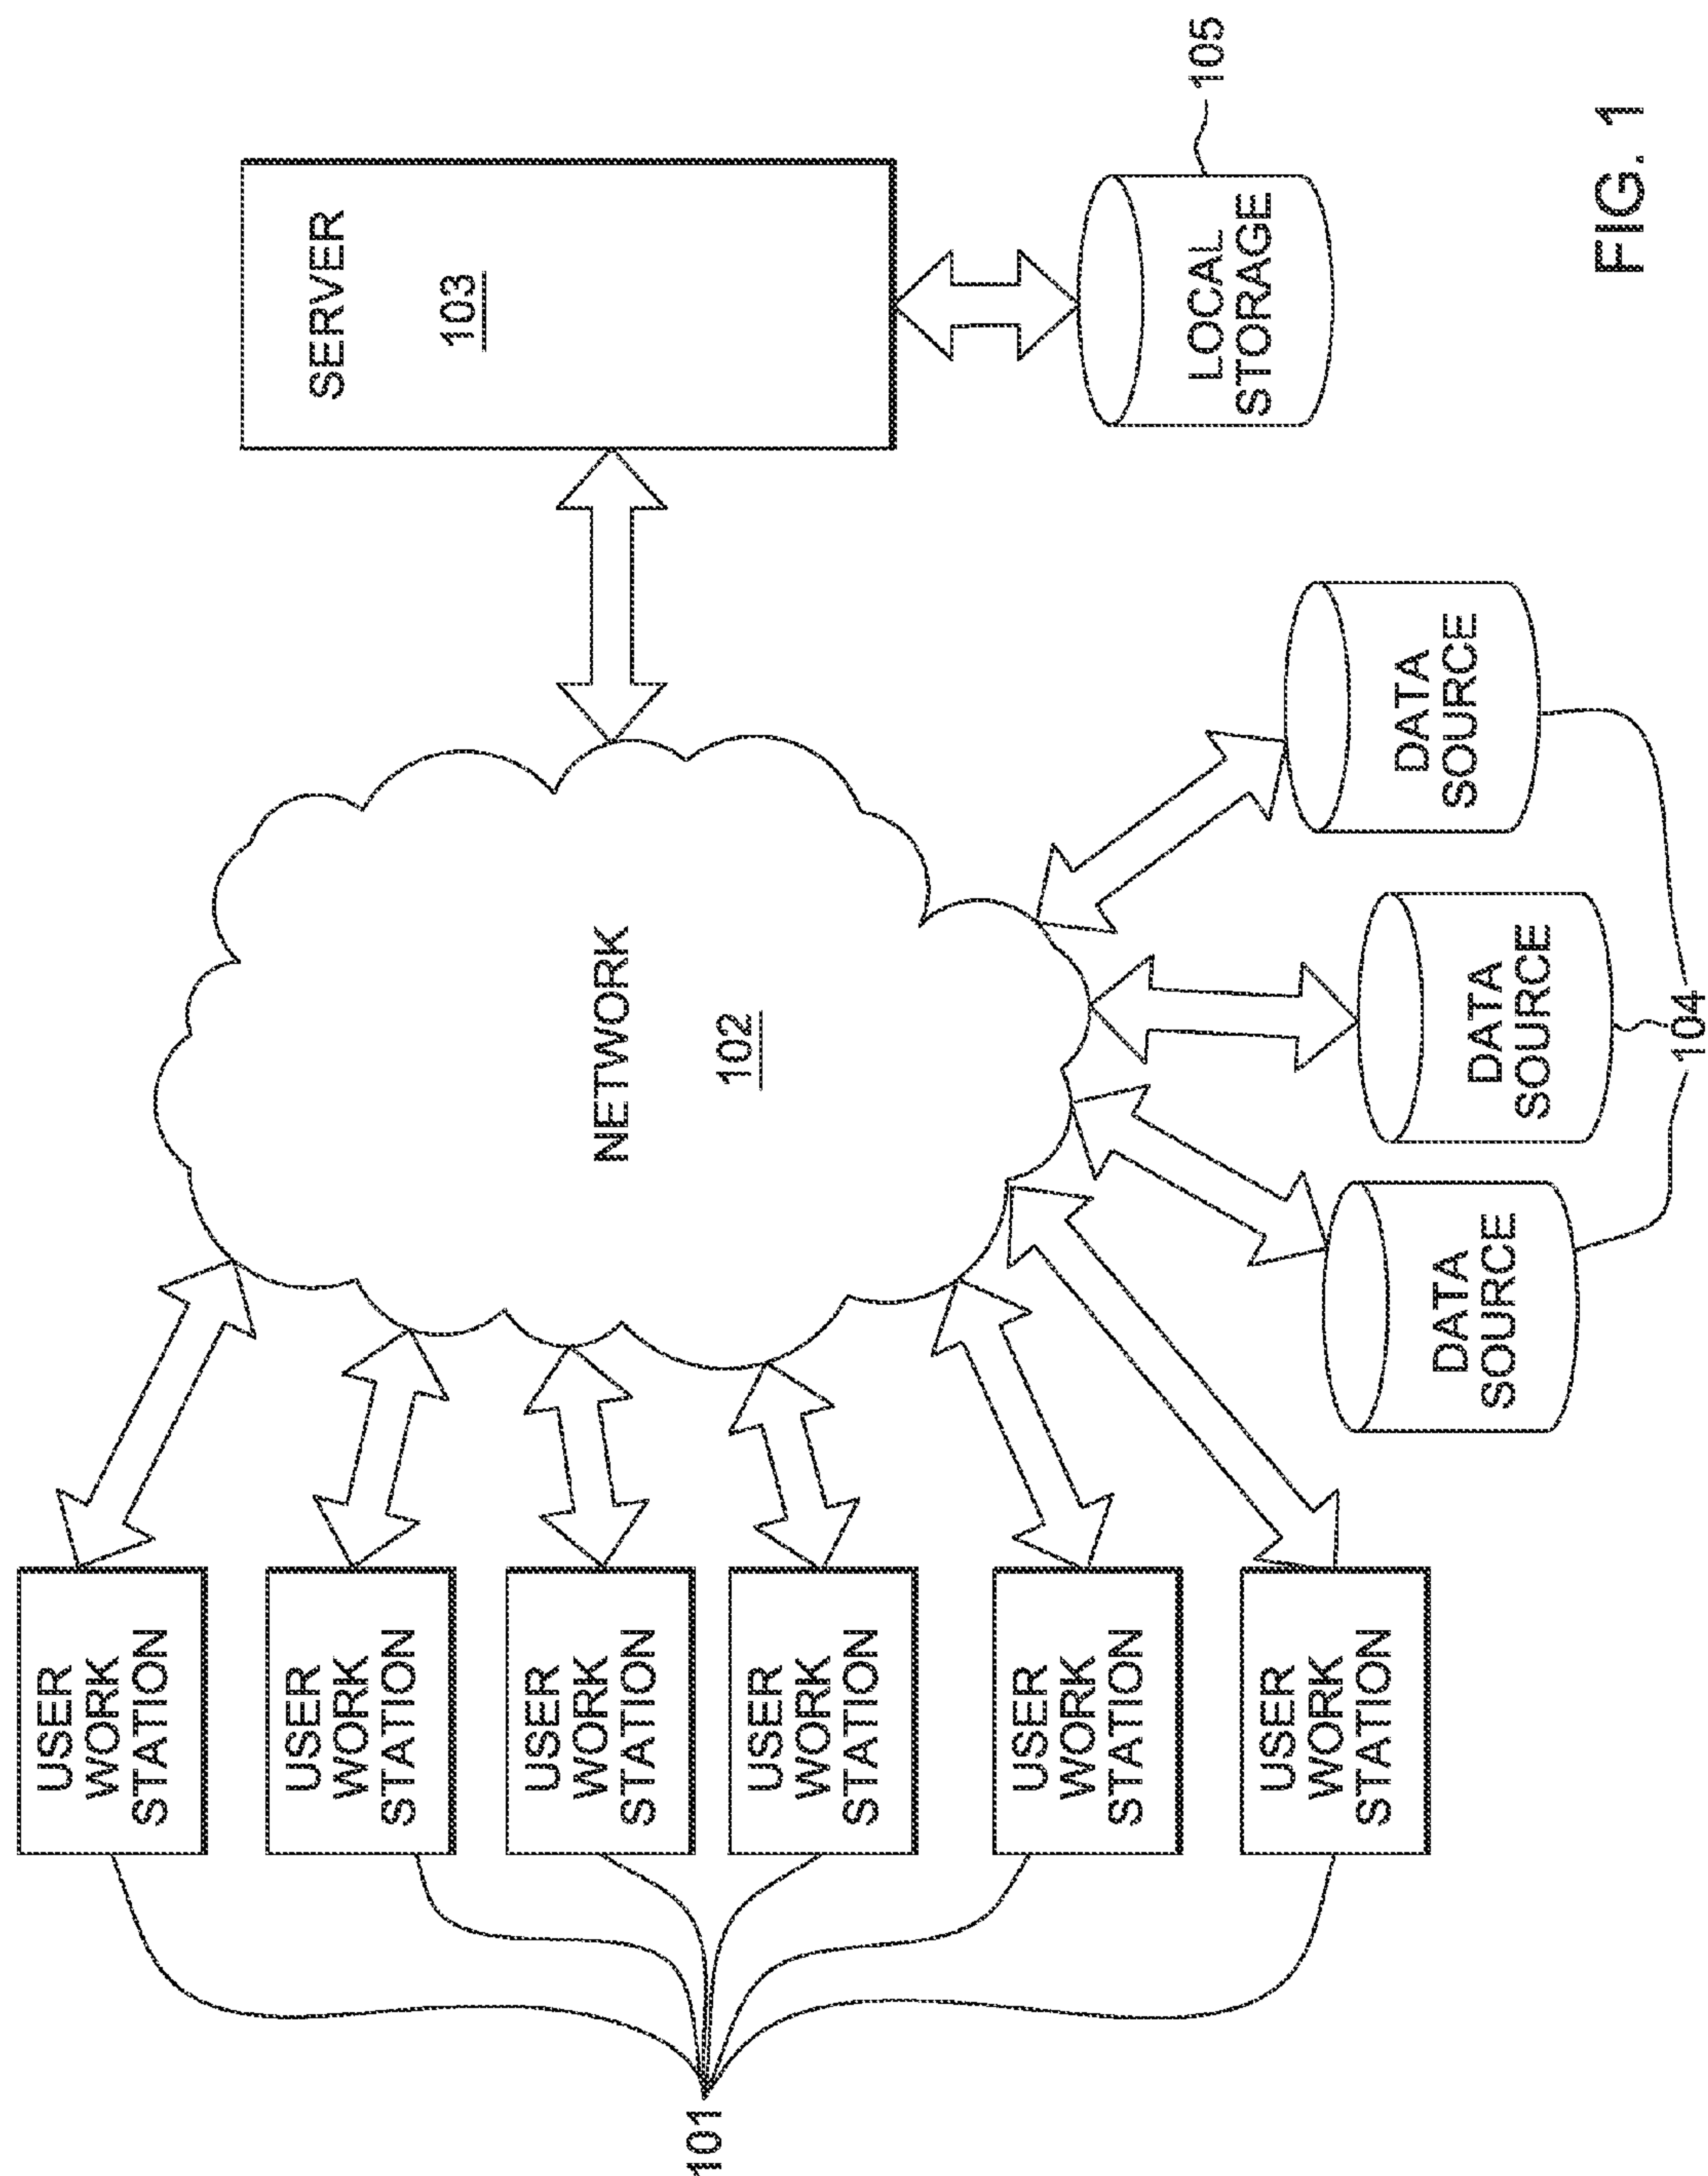 USER
WORK
STATION
USER
WORK
STATION
USER
WORK
STATION
USER
WORK
STATION
USER
WORK
STATION
USER
WORK
STATION
101
NETWORK
102
SERVER
103
LOCAL
STORAGE
105
DATA
SOURCE
DATA
SOURCE
DATA
SOURCE
104
FIG. 1